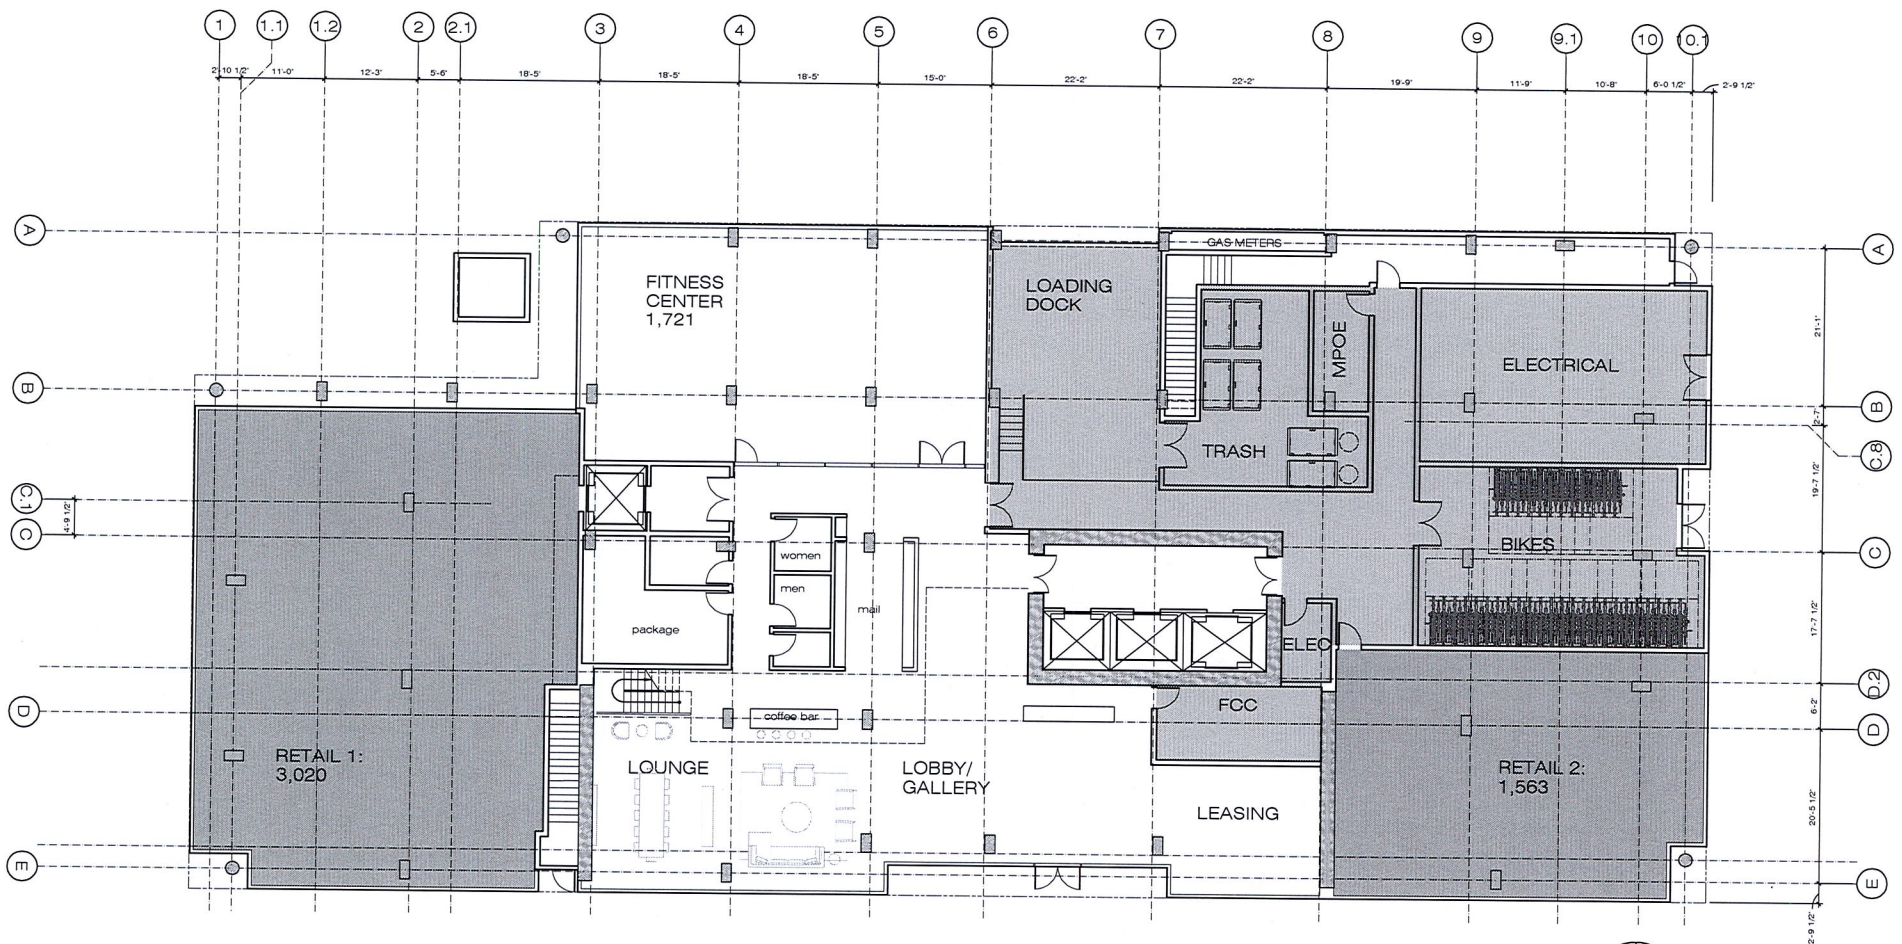 1
1.1
1.2
2
2.1
3
4
5
6
7
8
9
9.1
10
10.1
2'-10 1/2"
11'-0"
12'-3"
5'-6"
18'-5"
18'-5"
18'-5"
15'-0"
22'-2"
22'-2"
19'-9"
11'-9"
10'-8"
6'-0 1/2"
2'-9 1/2"
A
A
GAS METERS
FITNESS
CENTER
1,721
LOADING
DOCK
MPOE
ELECTRICAL
21'-1"
B
B
2'-7"
TRASH
C.8
19'-7 1/2"
C.1
4'-9 1/2"
C
C
women
BIKES
men
mail
package
17'-7 1/2"
ELEC
D.2
D
D
6'-2"
coffee bar
FCC
RETAIL 1:
3,020
LOUNGE
LOBBY/
GALLERY
LEASING
RETAIL 2:
1,563
20'-5 1/2"
E
E
2'-9 1/2"